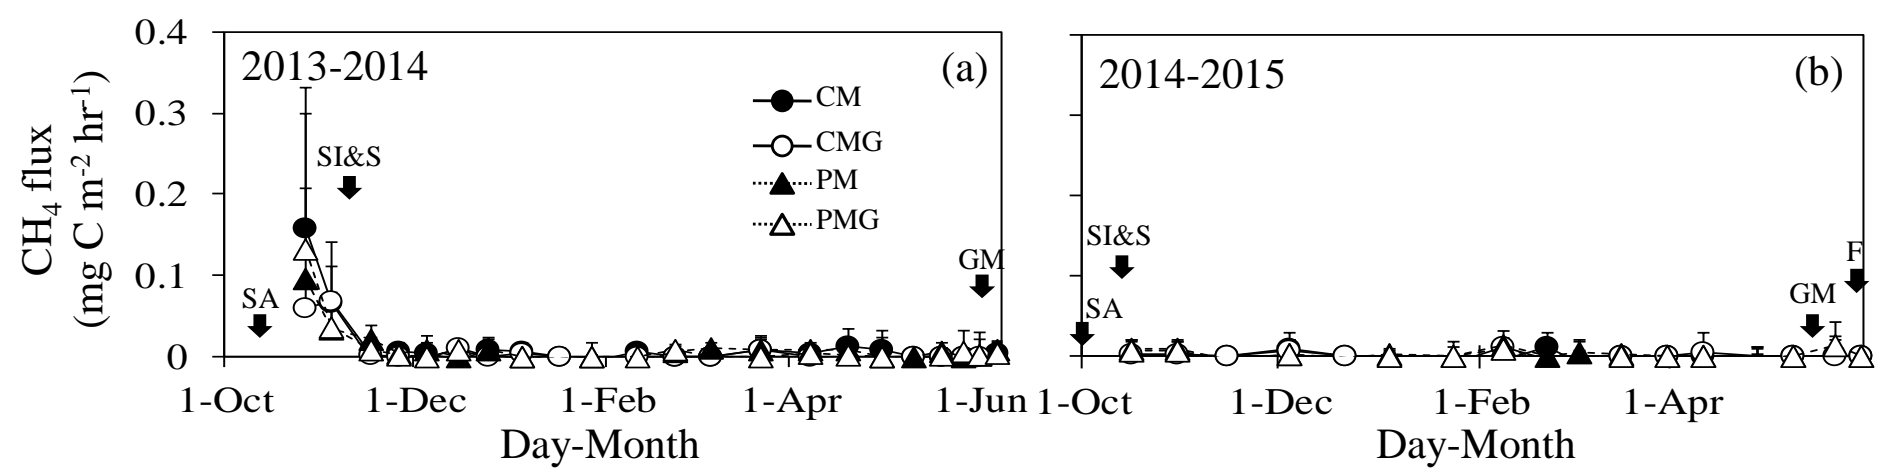 0.4
0.3
0.2
0.1
0
CH4 flux
(mg C m-2 hr-1)
2013-2014
(a)
CM
CMG
PM
PMG
SI&S
SA
GM
1-Oct
1-Dec
1-Feb
1-Apr
1-Jun
Day-Month
2014-2015
(b)
SI&S
SA
F
GM
1-Oct
1-Dec
1-Feb
1-Apr
Day-Month